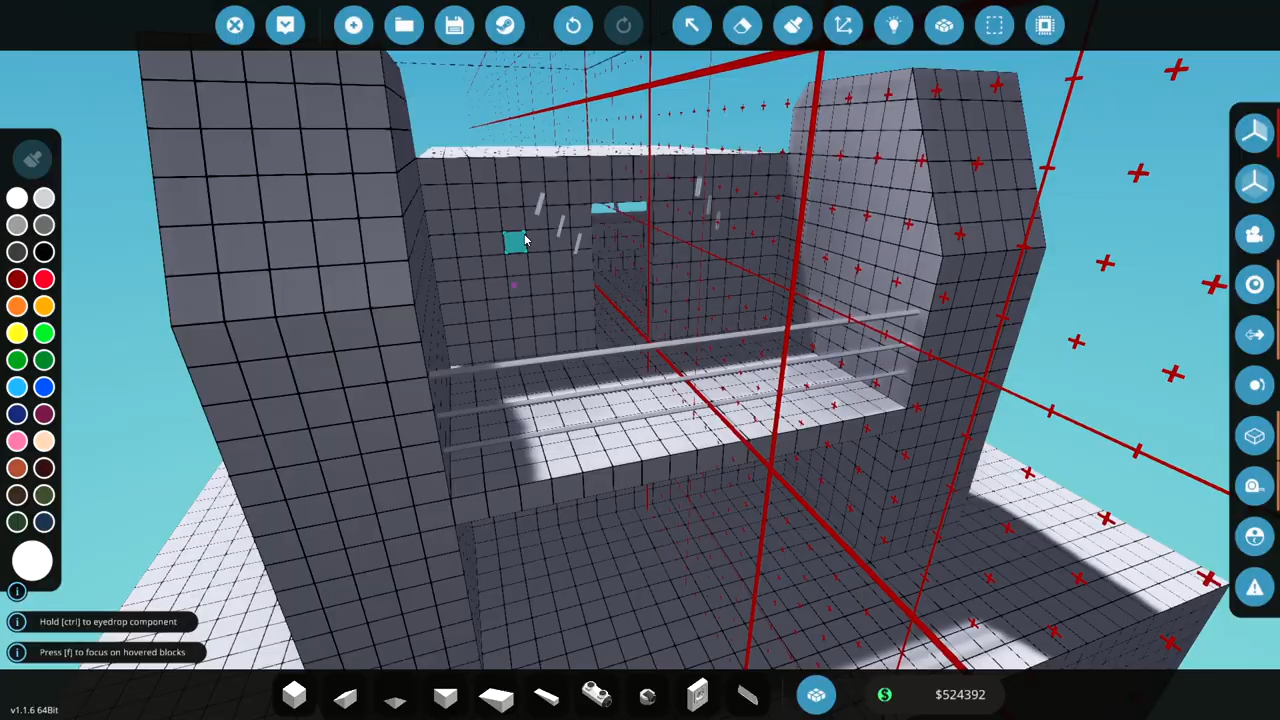 Hold [ctrl] to eyedrop component
Press [f] to focus on hovered blocks
$524392
v1.1.6 64Bit